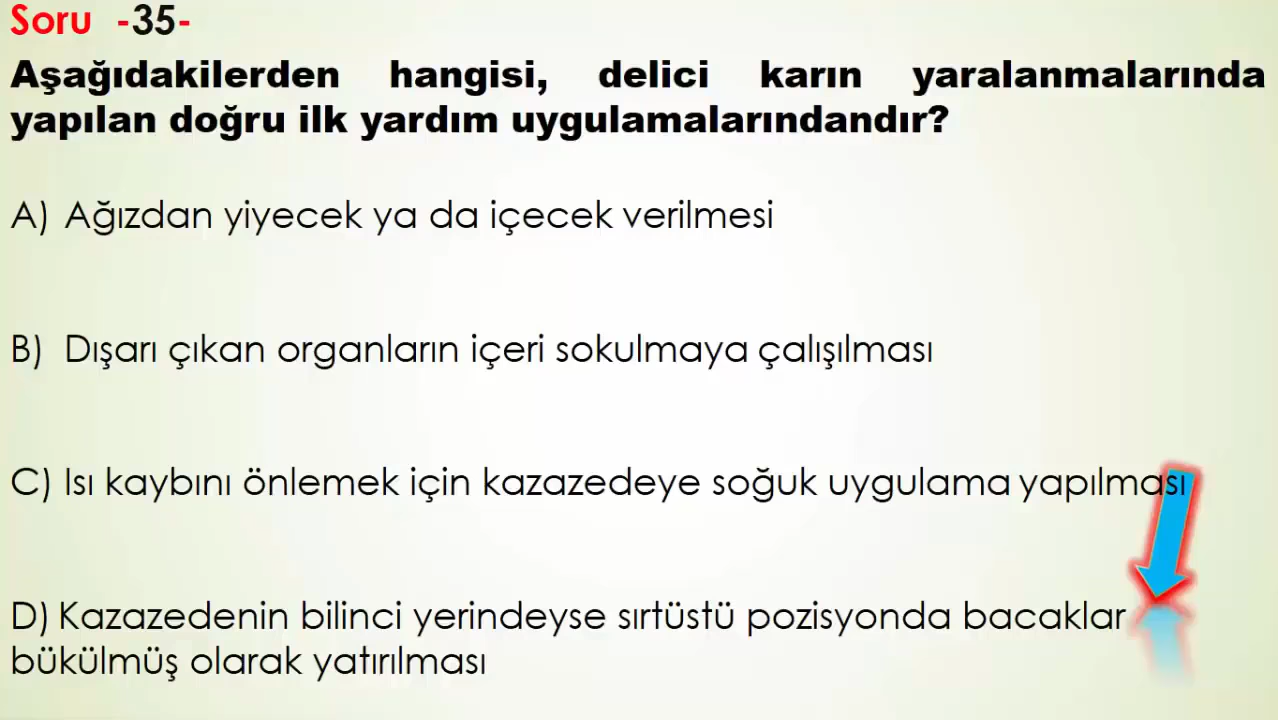 Soru -35-
Aşağıdakilerden hangisi, delici karın yaralanmalarında
yapılan doğru ilk yardım uygulamalarındandır?
A) Ağızdan yiyecek ya da içecek verilmesi
B) Dışarı çıkan organların içeri sokulmaya çalışılması
C) Isı kaybını önlemek için kazazedeye soğuk uygulama yapılması
D) Kazazedenin bilinci yerindeyse sırtüstü pozisyonda bacaklar
bükülmüş olarak yatırılması